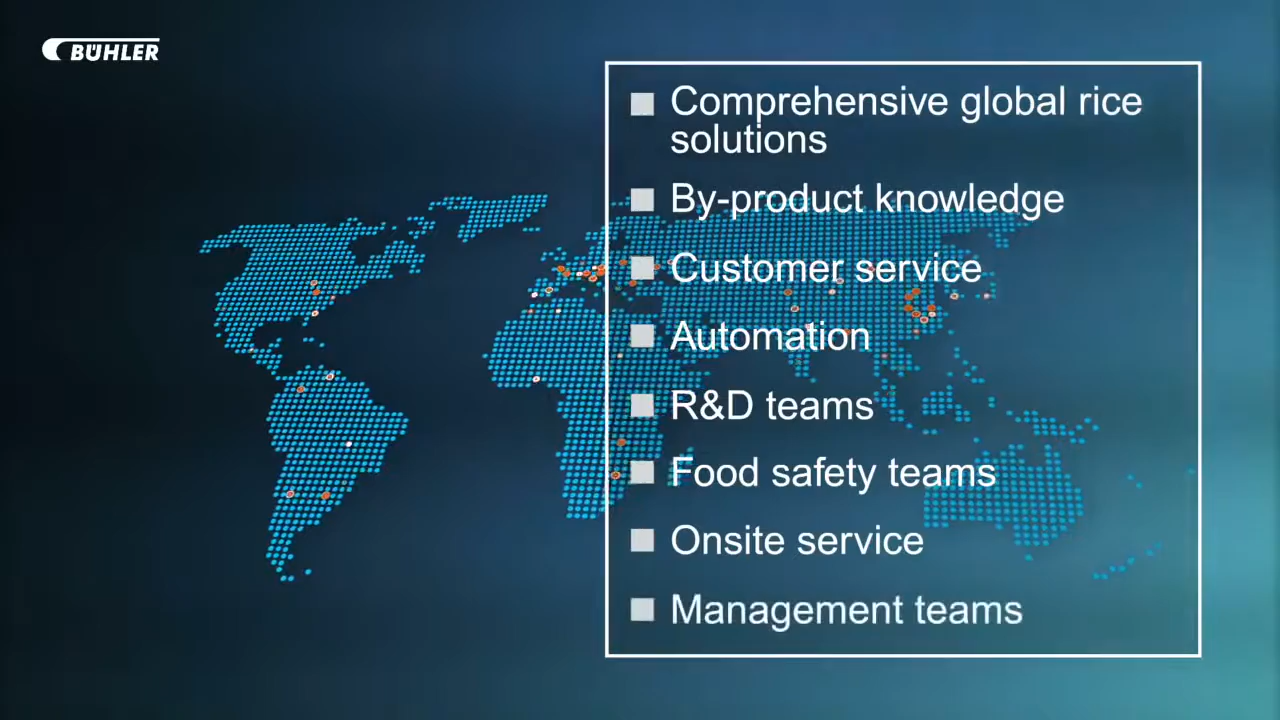 BÜHLER
Comprehensive global rice
solutions
By-product knowledge
Customer service
Automation
R&D teams
Food safety teams
Onsite service
Management teams